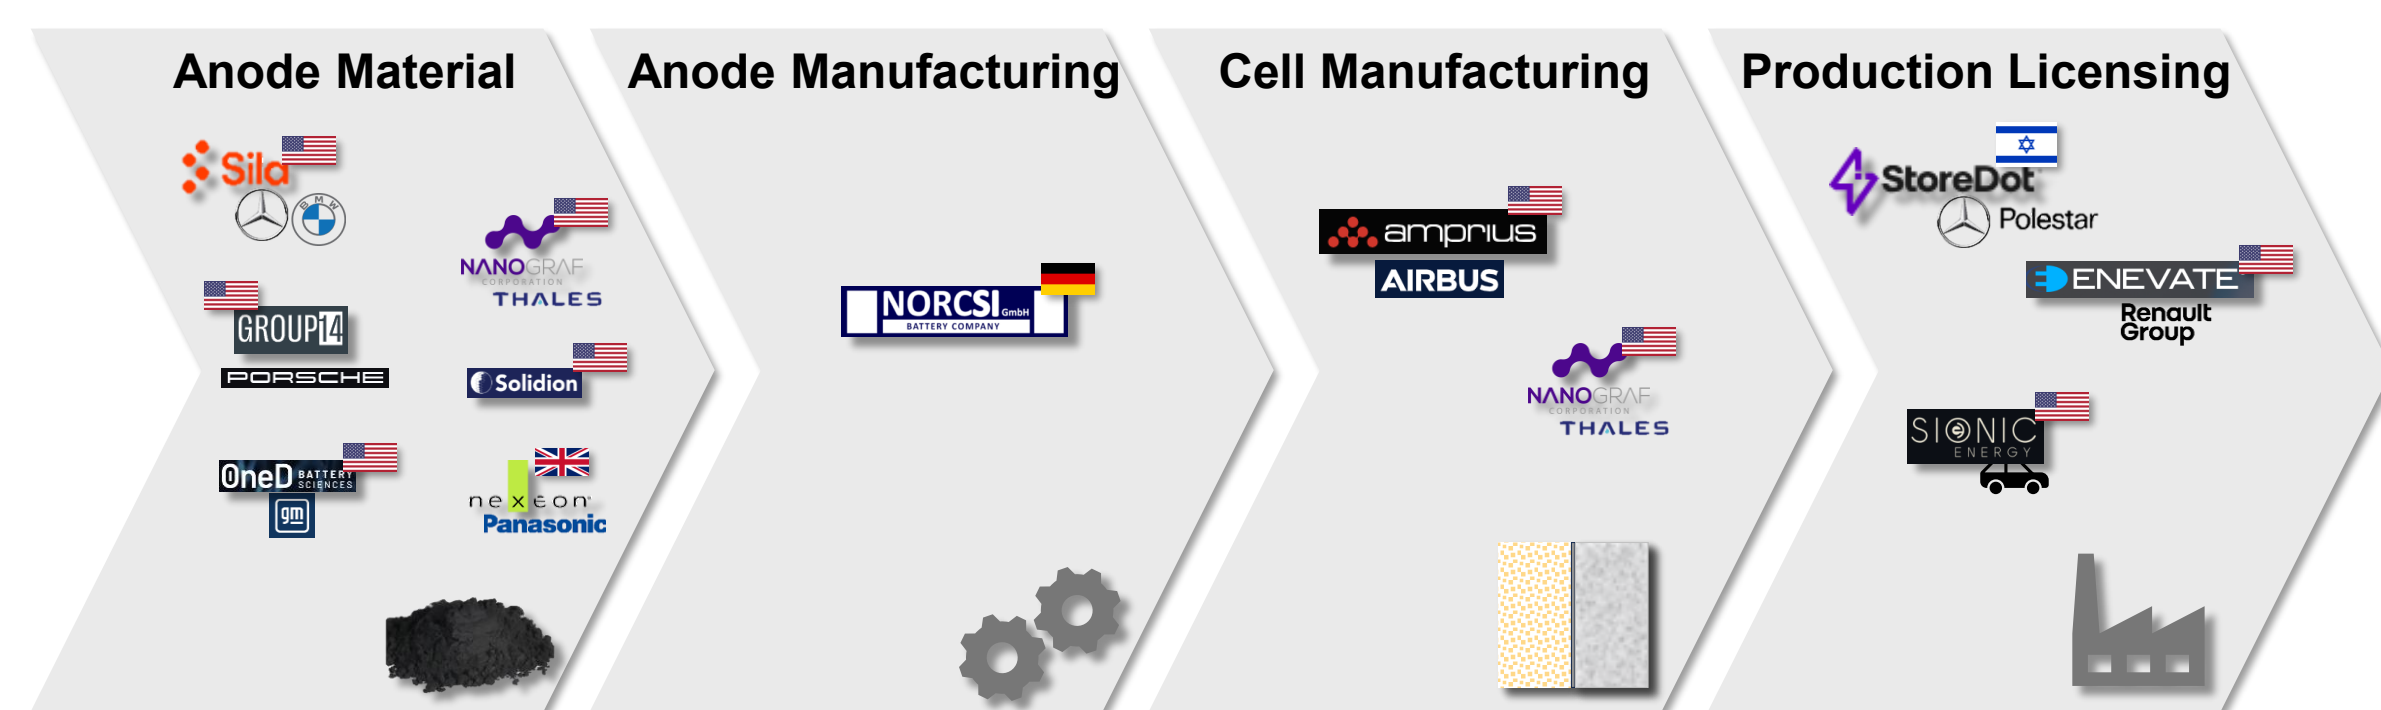 Anode Material
Sila
BMW
NANOGRAF
CORPORATION
THALES
GROUP14
PORSCHE
Solidion
OneD BATTERY
SCIENCES
gm
nexeon
Panasonic
Anode Manufacturing
NORCSI GmbH
BATTERY COMPANY
Cell Manufacturing
amprius
AIRBUS
NANOGRAF
CORPORATION
THALES
Production Licensing
StoreDot
Polestar
ENEVATE
Renault
Group
SIONIC
ENERGY